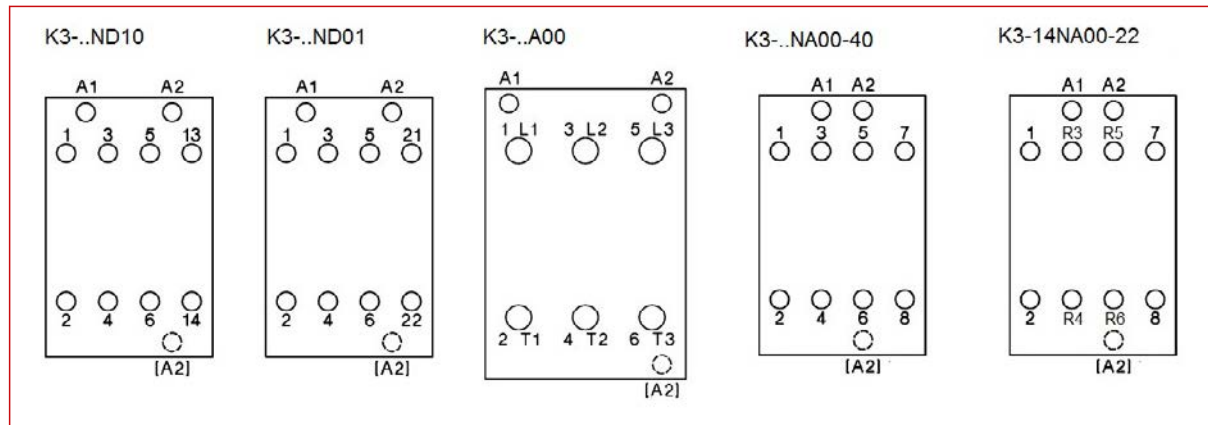 K3-..ND10
A1 A2
1 3 5 13
2 4 6 14
[A2]
K3-..ND01
A1 A2
1 3 5 21
2 4 6 22
[A2]
K3-..A00
A1 A2
1 L1 3 L2 5 L3
2 T1 4 T2 6 T3
[A2]
K3-..NA00-40
A1 A2
1 3 5 7
2 4 6 8
[A2]
K3-14NA00-22
A1 A2
1 R3 R5 7
2 R4 R6 8
[A2]